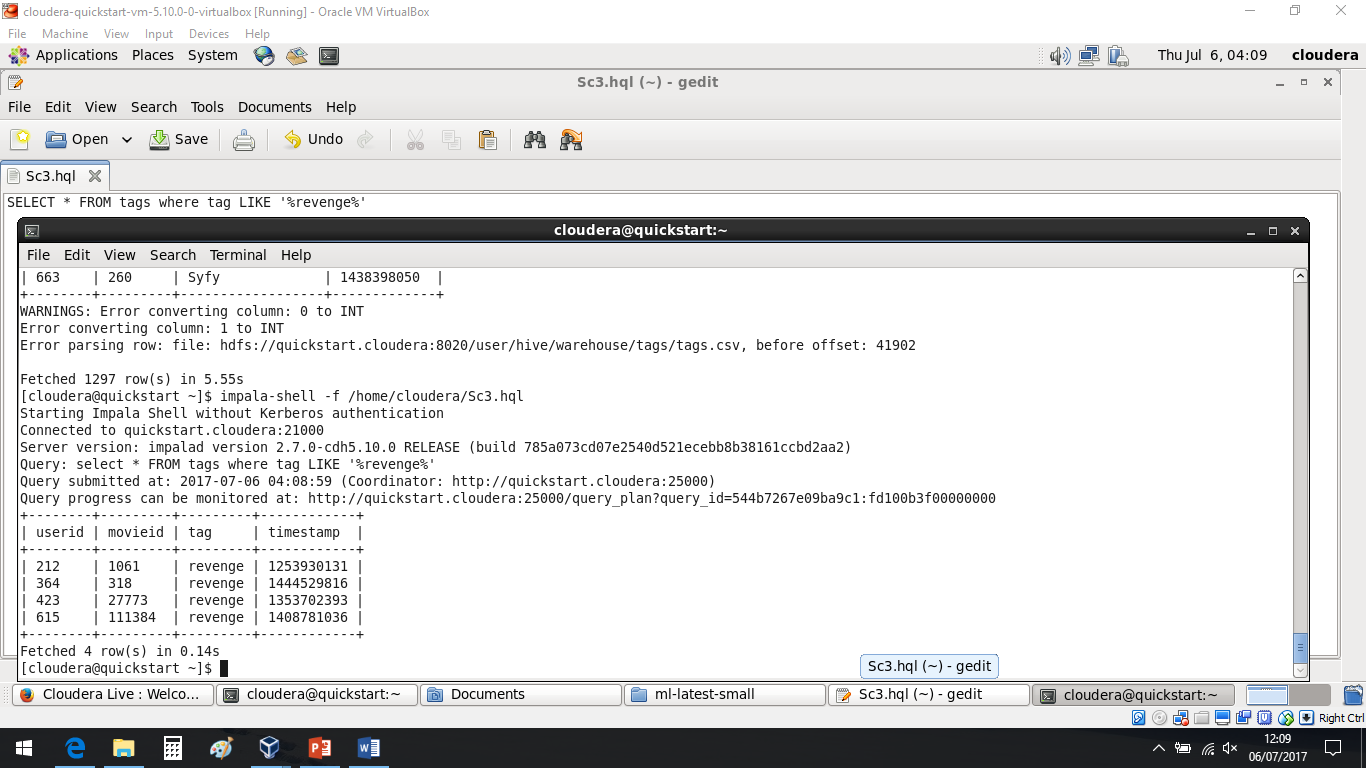 cloudera-quickstart-vm-5.10.0-0-virtualbox [Running] - Oracle VM VirtualBox
File Machine View Input Devices Help
Applications Places System Thu Jul 6, 04:09 cloudera
Sc3.hql (~) - gedit
File Edit View Search Tools Documents Help
Open Save Undo
Sc3.hql
SELECT * FROM tags where tag LIKE '%revenge%'
cloudera@quickstart:~
File Edit View Search Terminal Help
| 663    | 260     | Syfy             | 1438398050  |
+--------+---------+------------------+-------------+
WARNINGS: Error converting column: 0 to INT
Error converting column: 1 to INT
Error parsing row: file: hdfs://quickstart.cloudera:8020/user/hive/warehouse/tags/tags.csv, before offset: 41902
Fetched 1297 row(s) in 5.55s
[cloudera@quickstart ~]$ impala-shell -f /home/cloudera/Sc3.hql
Starting Impala Shell without Kerberos authentication
Connected to quickstart.cloudera:21000
Server version: impalad version 2.7.0-cdh5.10.0 RELEASE (build 785a073cd07e2540d521ecebb8b38161ccbd2aa2)
Query: select * FROM tags where tag LIKE '%revenge%'
Query submitted at: 2017-07-06 04:08:59 (Coordinator: http://quickstart.cloudera:25000)
Query progress can be monitored at: http://quickstart.cloudera:25000/query_plan?query_id=544b7267e09ba9c1:fd100b3f00000000
+--------+---------+---------+------------+
| userid | movieid | tag     | timestamp  |
+--------+---------+---------+------------+
| 212    | 1061    | revenge | 1253930131 |
| 364    | 318     | revenge | 1444529816 |
| 423    | 27773   | revenge | 1353702393 |
| 615    | 111384  | revenge | 1408781036 |
+--------+---------+---------+------------+
Fetched 4 row(s) in 0.14s
[cloudera@quickstart ~]$
Sc3.hql (~) - gedit
Cloudera Live : Welco... cloudera@quickstart:~ Documents ml-latest-small Sc3.hql (~) - gedit cloudera@quickstart:~
Right Ctrl
12:09
06/07/2017